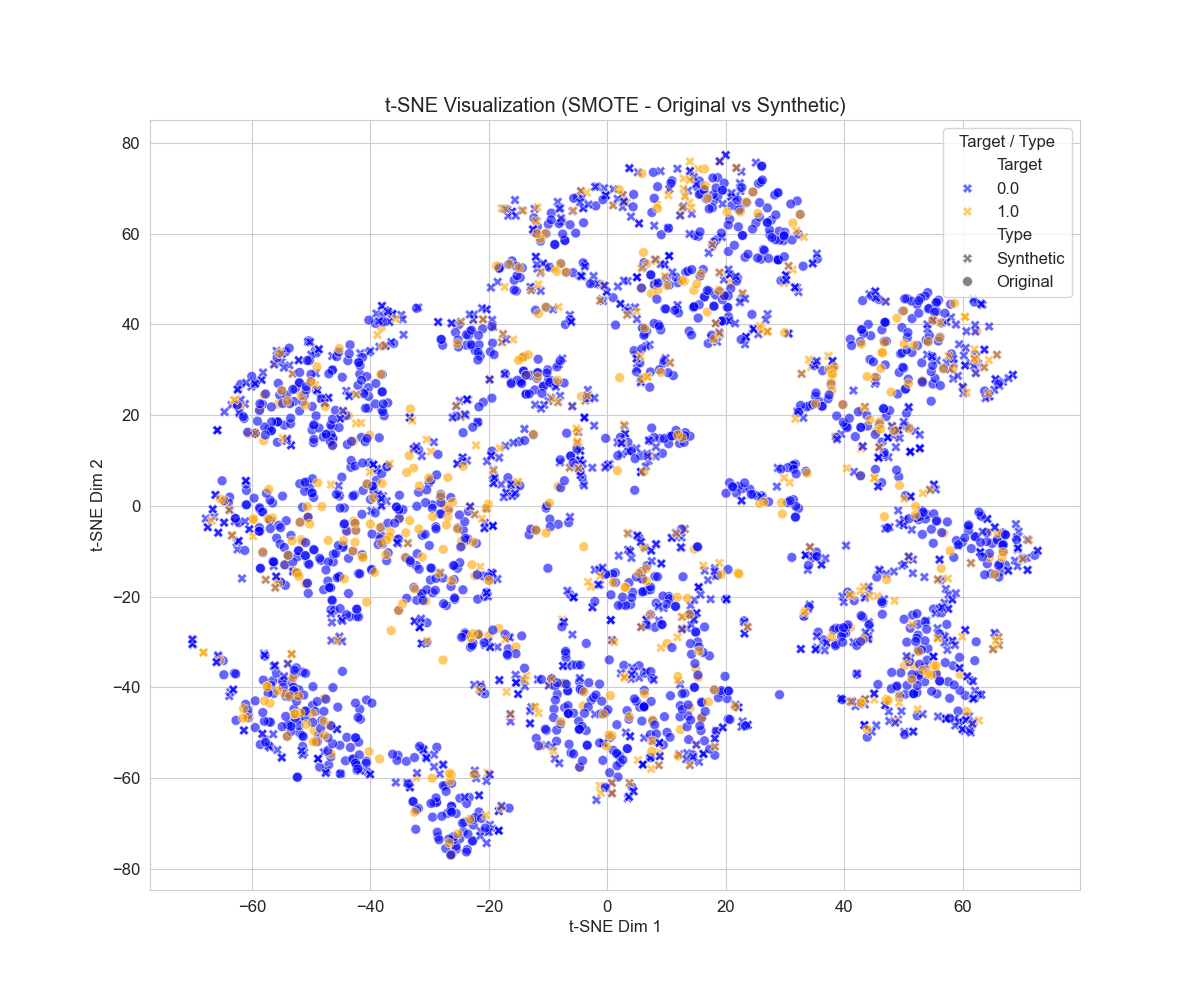 t-SNE Visualization (SMOTE - Original vs Synthetic)
Target / Type
Target
0.0
1.0
Type
Synthetic
Original
80
60
40
20
0
−20
−40
−60
−80
t-SNE Dim 2
−60 −40 −20 0 20 40 60
t-SNE Dim 1